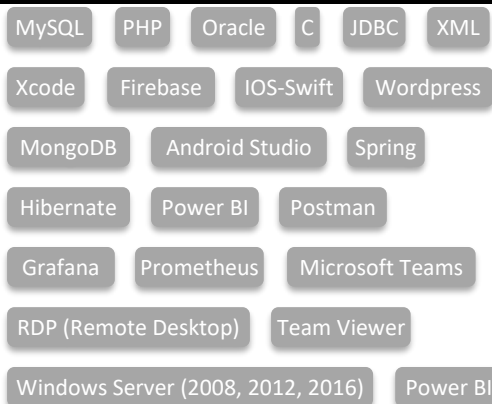 MySQL PHP Oracle C JDBC XML
Xcode Firebase IOS-Swift Wordpress
MongoDB Android Studio Spring
Hibernate Power BI Postman
Grafana Prometheus Microsoft Teams
RDP (Remote Desktop) Team Viewer
Windows Server (2008, 2012, 2016) Power BI